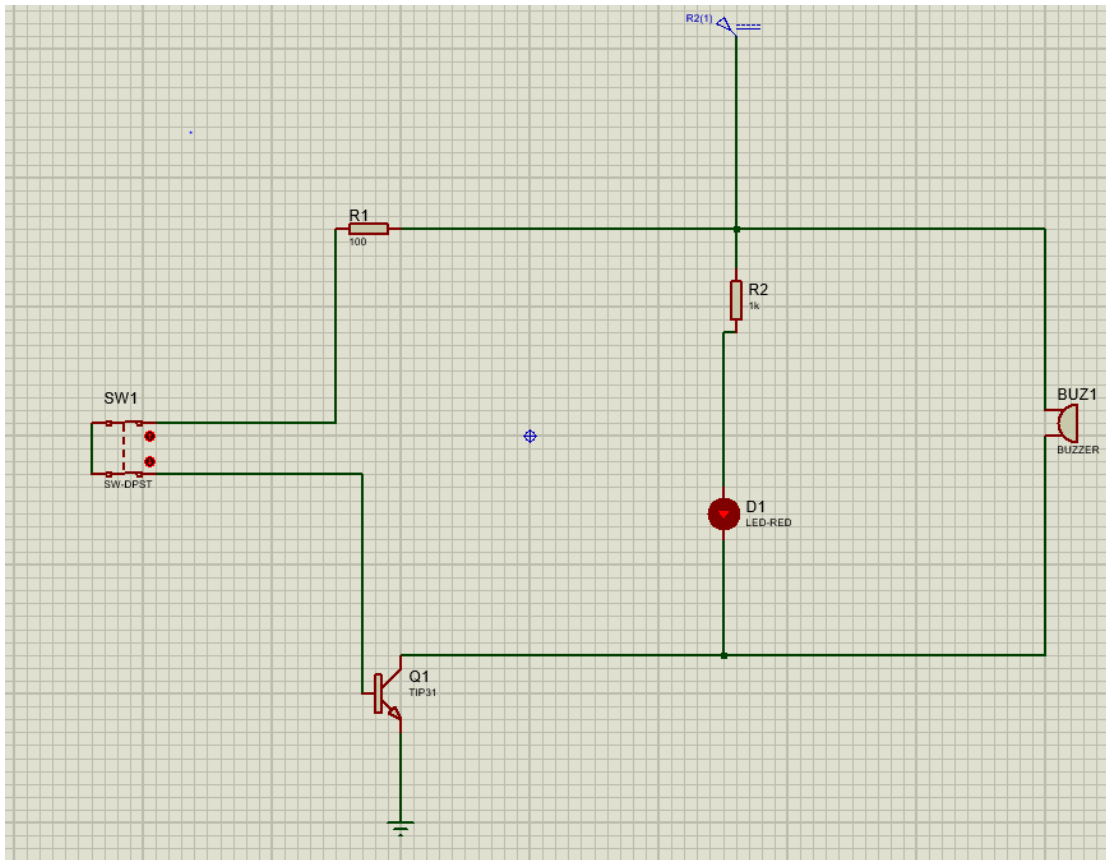 R2(1)
R1
100
R2
1k
SW1
SW-DPST
BUZ1
BUZZER
D1
LED-RED
Q1
TIP31